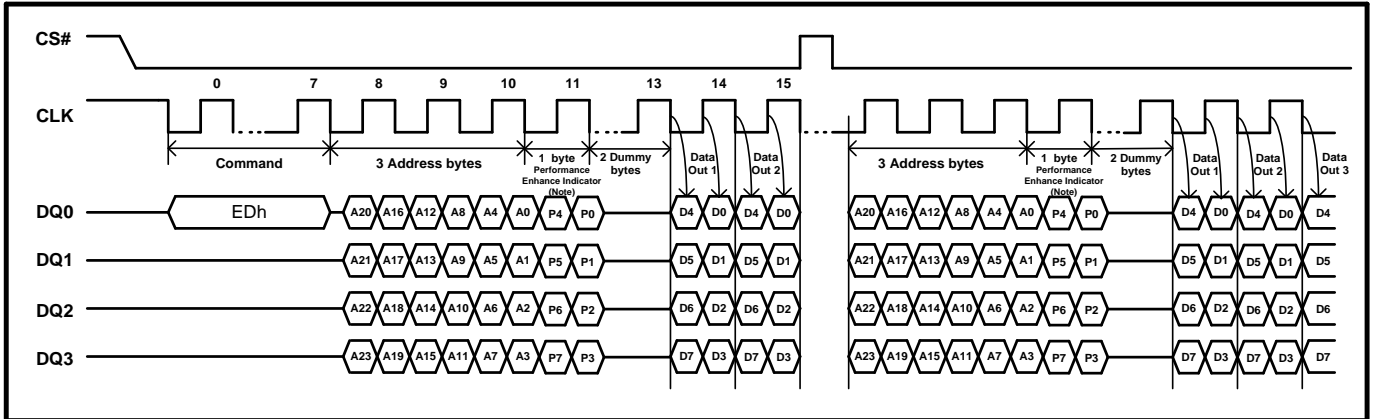 CS#
0 7 8 9 10 11 13 14 15
CLK
Command 3 Address bytes 1 byte Performance Enhance Indicator (Note) 2 Dummy bytes Data Out 1 Data Out 2 3 Address bytes 1 byte Performance Enhance Indicator (Note) 2 Dummy bytes Data Out 1 Data Out 2 Data Out 3
DQ0 EDh A20 A16 A12 A8 A4 A0 P4 P0 D4 D0 D4 D0 A20 A16 A12 A8 A4 A0 P4 P0 D4 D0 D4 D0 D4
DQ1 A21 A17 A13 A9 A5 A1 P5 P1 D5 D1 D5 D1 A21 A17 A13 A9 A5 A1 P5 P1 D5 D1 D5 D1 D5
DQ2 A22 A18 A14 A10 A6 A2 P6 P2 D6 D2 D6 D2 A22 A18 A14 A10 A6 A2 P6 P2 D6 D2 D6 D2 D6
DQ3 A23 A19 A15 A11 A7 A3 P7 P3 D7 D3 D7 D3 A23 A19 A15 A11 A7 A3 P7 P3 D7 D3 D7 D3 D7